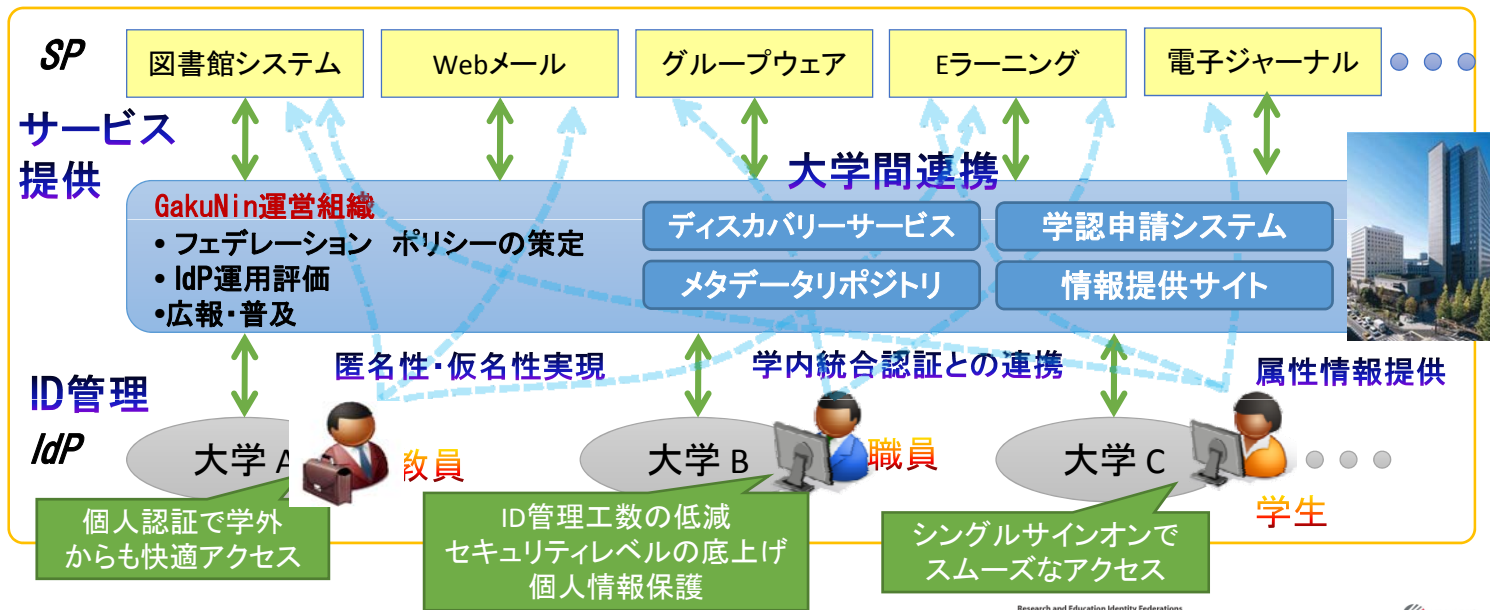 SP
図書館システム
Webメール
グループウェア
Eラーニング
電子ジャーナル
サービス
提供
大学間連携
GakuNin運営組織
• フェデレーション ポリシーの策定
• IdP運用評価
•広報・普及
ディスカバリーサービス
学認申請システム
メタデータリポジトリ
情報提供サイト
匿名性・仮名性実現
学内統合認証との連携
属性情報提供
ID管理
IdP
大学 A
教員
大学 B
職員
大学 C
学生
個人認証で学外
からも快適アクセス
ID管理工数の低減
セキュリティレベルの底上げ
個人情報保護
シングルサインオンで
スムーズなアクセス
Research and Education Identity Federations